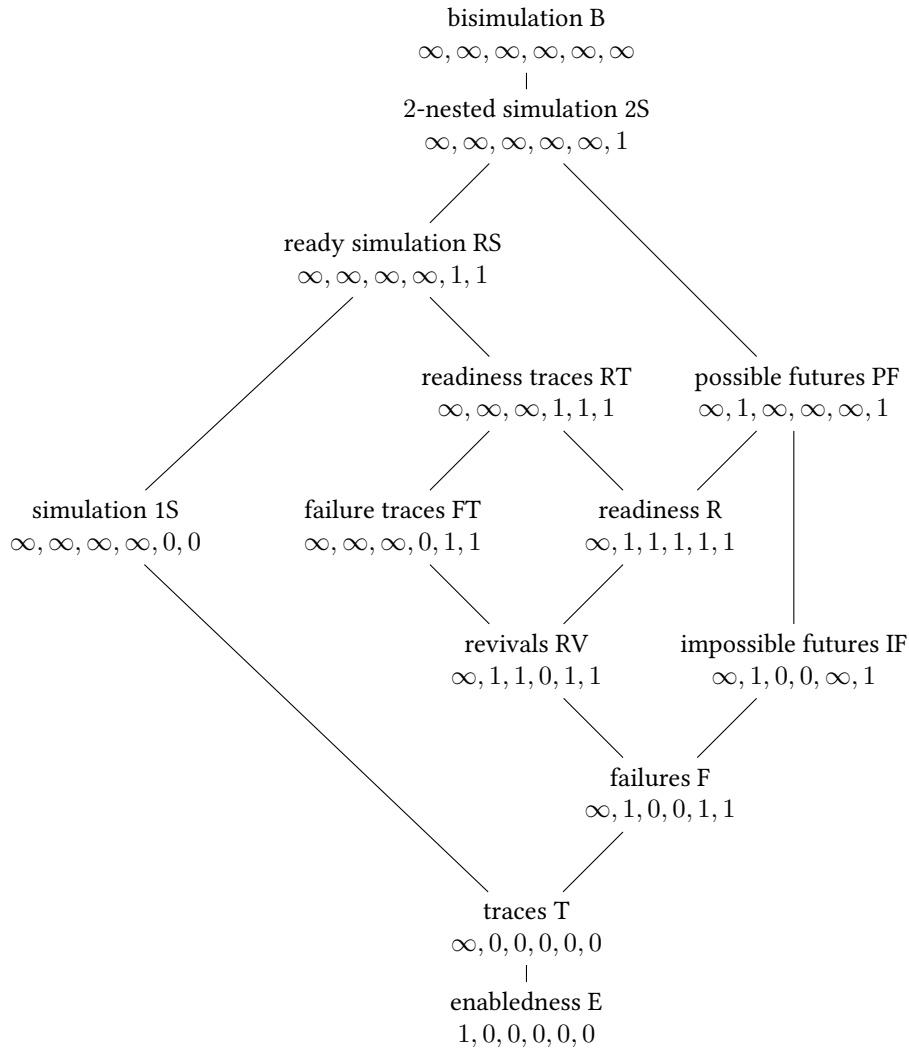 bisimulation B
∞, ∞, ∞, ∞, ∞, ∞
2-nested simulation 2S
∞, ∞, ∞, ∞, ∞, 1
ready simulation RS
∞, ∞, ∞, ∞, 1, 1
readiness traces RT
∞, ∞, ∞, 1, 1, 1
possible futures PF
∞, 1, ∞, ∞, ∞, 1
simulation 1S
∞, ∞, ∞, ∞, 0, 0
failure traces FT
∞, ∞, ∞, 0, 1, 1
readiness R
∞, 1, 1, 1, 1, 1
revivals RV
∞, 1, 1, 0, 1, 1
impossible futures IF
∞, 1, 0, 0, ∞, 1
failures F
∞, 1, 0, 0, 1, 1
traces T
∞, 0, 0, 0, 0, 0
enabledness E
1, 0, 0, 0, 0, 0